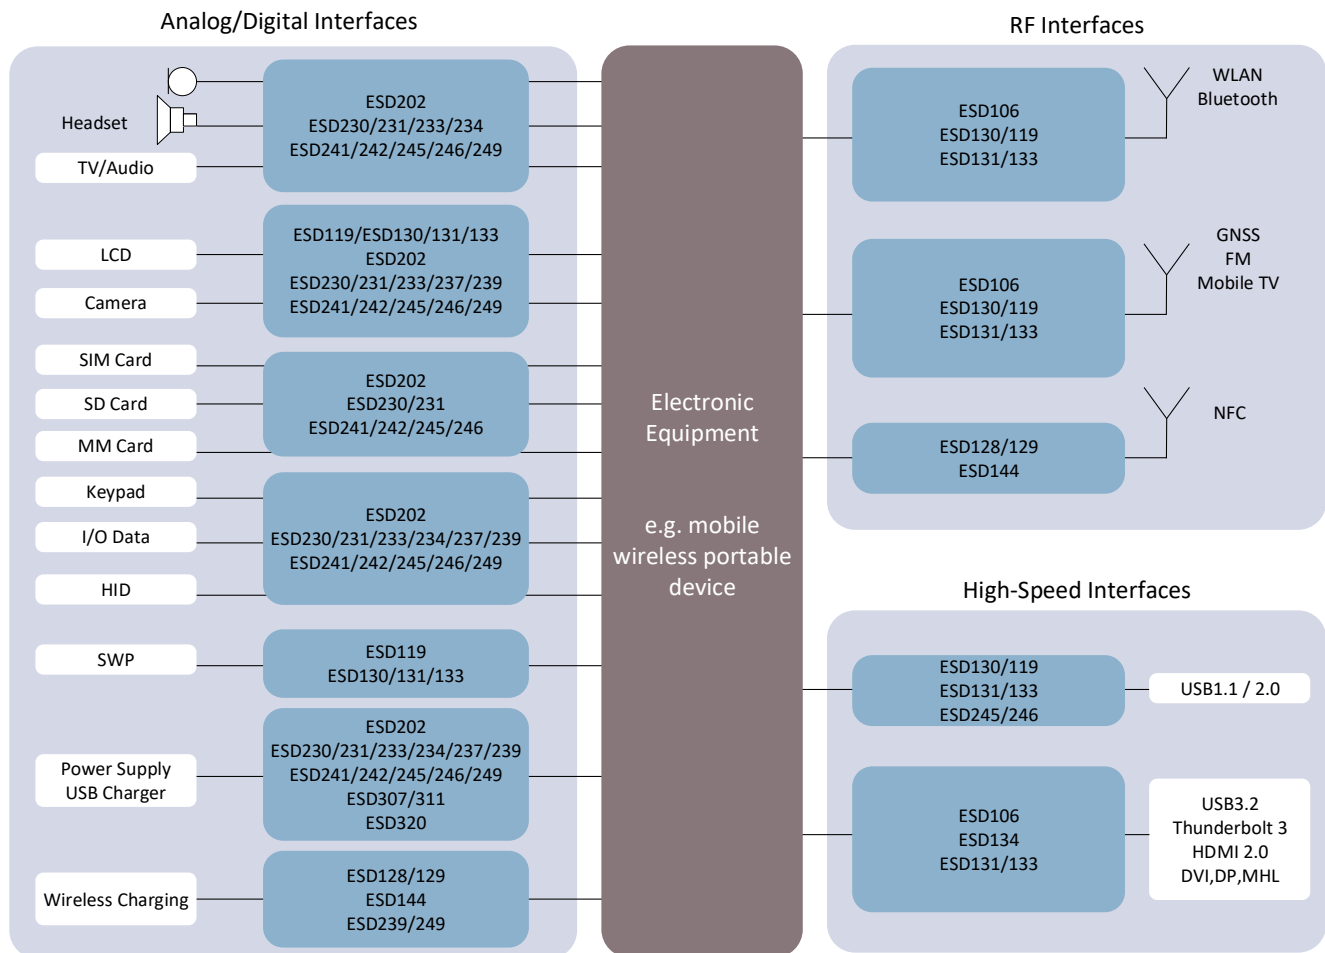 Analog/Digital Interfaces
Headset
TV/Audio
LCD
Camera
SIM Card
SD Card
MM Card
Keypad
I/O Data
HID
SWP
Power Supply
USB Charger
Wireless Charging
ESD202
ESD230/231/233/234
ESD241/242/245/246/249
ESD119/ESD130/131/133
ESD202
ESD230/231/233/237/239
ESD241/242/245/246/249
ESD202
ESD230/231
ESD241/242/245/246
ESD202
ESD230/231/233/234/237/239
ESD241/242/245/246/249
ESD119
ESD130/131/133
ESD202
ESD230/231/233/234/237/239
ESD241/242/245/246/249
ESD307/311
ESD320
ESD128/129
ESD144
ESD239/249
Electronic
Equipment
e.g. mobile
wireless portable
device
RF Interfaces
ESD106
ESD130/119
ESD131/133
WLAN
Bluetooth
ESD106
ESD130/119
ESD131/133
GNSS
FM
Mobile TV
ESD128/129
ESD144
NFC
High-Speed Interfaces
ESD130/119
ESD131/133
ESD245/246
USB1.1 / 2.0
ESD106
ESD134
ESD131/133
USB3.2
Thunderbolt 3
HDMI 2.0
DVI,DP,MHL